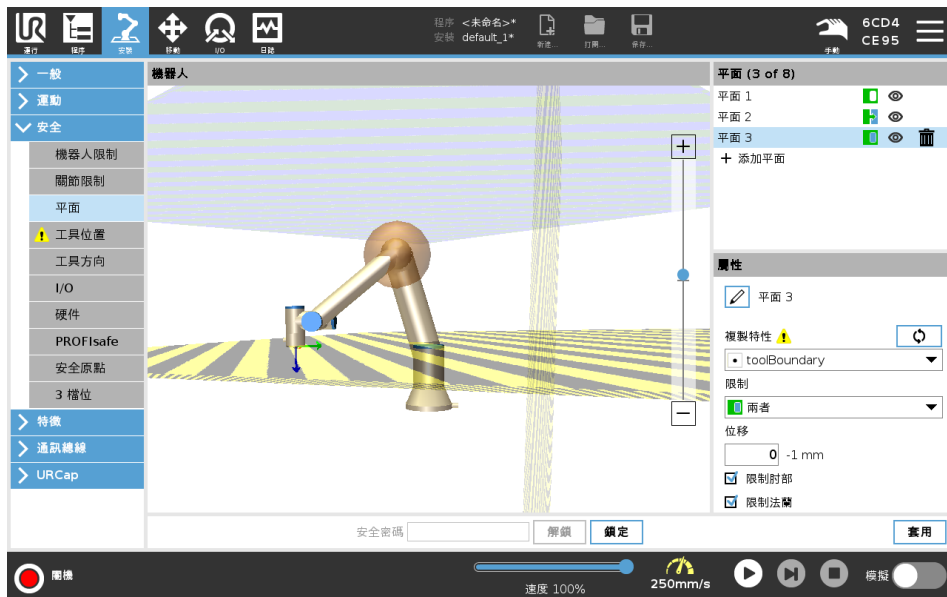 程序 <未命名>*
安裝 default_1*
運行
程序
安裝
移動
I/O
日誌
新建...
打開...
保存...
手動
6CD4
CE95
一般
運動
安全
機器人限制
關節限制
平面
工具位置
工具方向
I/O
硬件
PROFIsafe
安全原點
3 檔位
特徵
通訊總線
URCap
機器人
平面 (3 of 8)
平面 1
平面 2
平面 3
添加平面
屬性
平面 3
複製特性
toolBoundary
限制
兩者
位移
0 -1 mm
限制肘部
限制法蘭
安全密碼
解鎖
鎖定
套用
關機
速度 100%
250mm/s
模擬